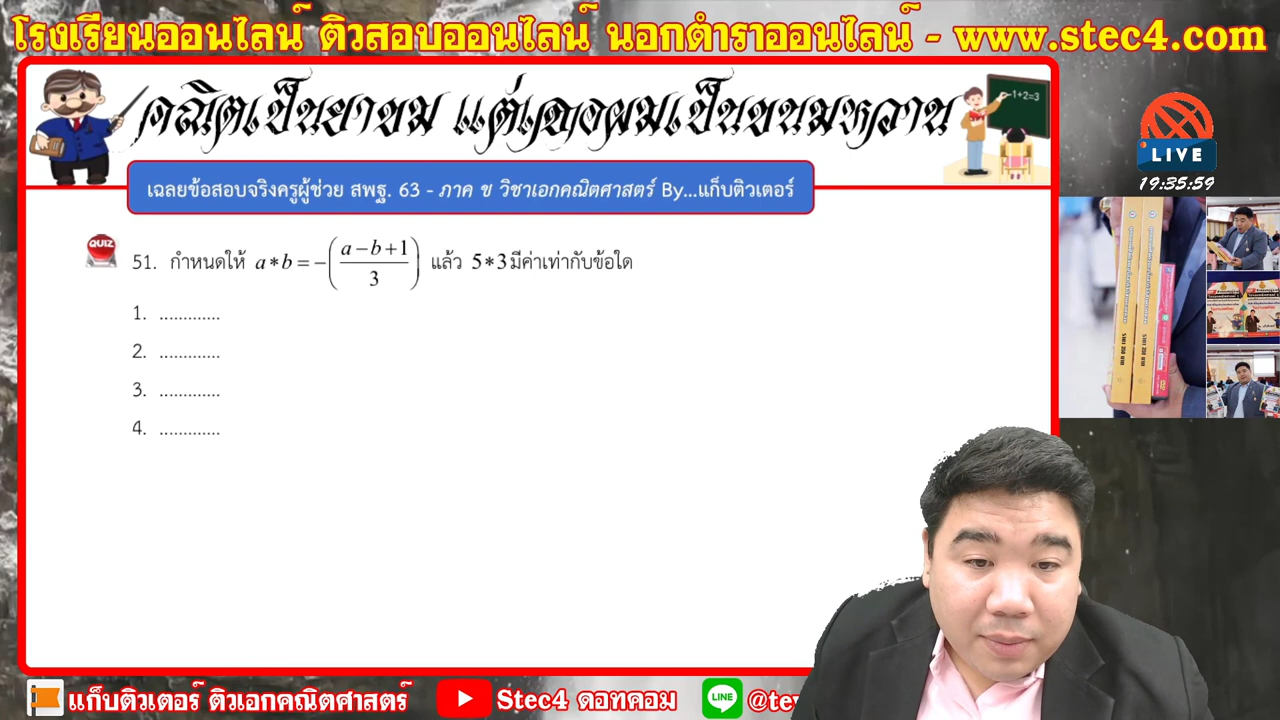 โรงเรียนออนไลน์ ติวสอบออนไลน์ นอกตำราออนไลน์ - www.stec4.com
คณิตเป็นยาขม แต่เธอผมเป็นขนมหวาน
1+2=3
LIVE
19:35:59
เฉลยข้อสอบจริงครูผู้ช่วย สพฐ. 63 - ภาค ข วิชาเอกคณิตศาสตร์ By...แก็บติวเตอร์
QUIZ
51. กำหนดให้ a∗b = −((a−b+1)/3) แล้ว 5∗3 มีค่าเท่ากับข้อใด
1. .............
2. .............
3. .............
4. .............
แก็บติวเตอร์ ติวเอกคณิตศาสตร์ Stec4 ดอทคอม LINE